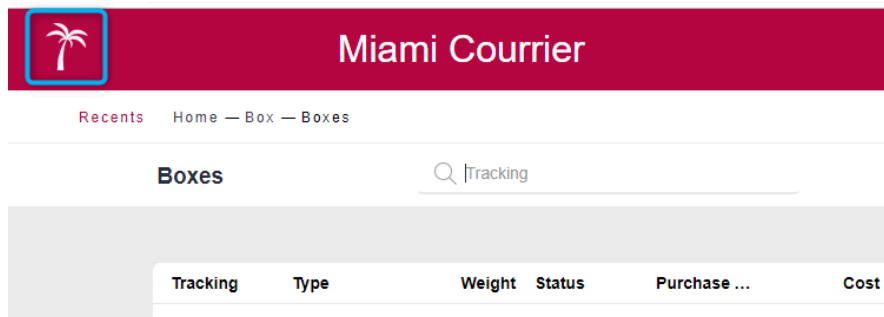 Miami Courrier
Recents Home — Box — Boxes
Boxes Tracking
Tracking Type Weight Status Purchase ... Cost